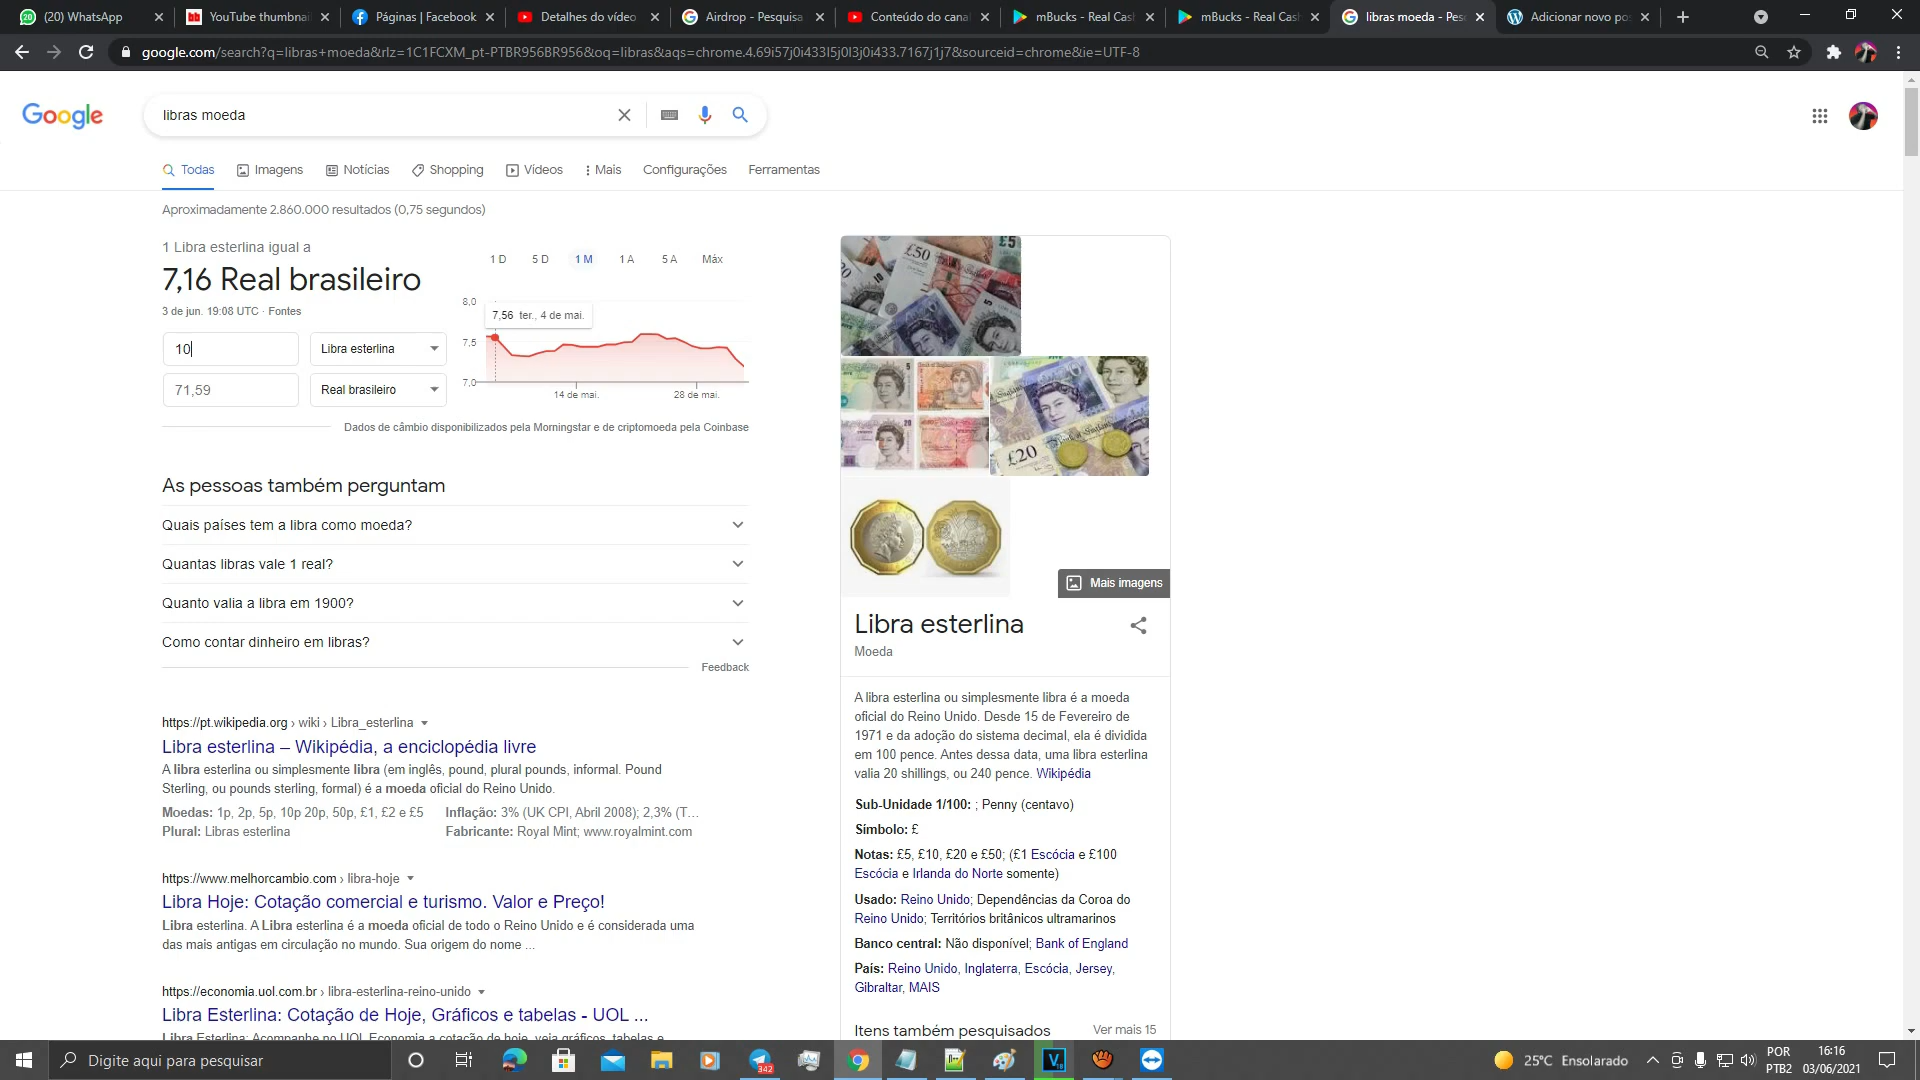 (20) WhatsApp
YouTube thumbnai
Páginas | Facebook
Detalhes do vídeo
Airdrop - Pesquisa
Conteúdo do canal
mBucks - Real Cas
mBucks - Real Cas
libras moeda - Pes
Adicionar novo po
google.com/search?q=libras+moeda&rlz=1C1FCXM_pt-PTBR956BR956&oq=libras&aqs=chrome.4.69i57j0i433l5j0l3j0i433.7167j1j7&sourceid=chrome&ie=UTF-8
Google
libras moeda
Todas Imagens Notícias Shopping Vídeos Mais Configurações Ferramentas
Aproximadamente 2.860.000 resultados (0,75 segundos)
1 Libra esterlina igual a
7,16 Real brasileiro
3 de jun. 19:08 UTC · Fontes
10 Libra esterlina
71,59 Real brasileiro
1 D 5 D 1 M 1 A 5 A Máx
8,0
7,56 ter., 4 de mai.
7,5
7,0
14 de mai. 28 de mai.
Dados de câmbio disponibilizados pela Morningstar e de criptomoeda pela Coinbase
As pessoas também perguntam
Quais países tem a libra como moeda?
Quantas libras vale 1 real?
Quanto valia a libra em 1900?
Como contar dinheiro em libras?
Feedback
https://pt.wikipedia.org › wiki › Libra_esterlina
Libra esterlina – Wikipédia, a enciclopédia livre
A libra esterlina ou simplesmente libra (em inglês, pound, plural pounds, informal. Pound
Sterling, ou pounds sterling, formal) é a moeda oficial do Reino Unido.
Moedas: 1p, 2p, 5p, 10p 20p, 50p, £1, £2 e £5 Inflação: 3% (UK CPI, Abril 2008); 2,3% (T...
Plural: Libras esterlina Fabricante: Royal Mint; www.royalmint.com
https://www.melhorcambio.com › libra-hoje
Libra Hoje: Cotação comercial e turismo. Valor e Preço!
Libra esterlina. A Libra esterlina é a moeda oficial de todo o Reino Unido e é considerada uma
das mais antigas em circulação no mundo. Sua origem do nome ...
https://economia.uol.com.br › libra-esterlina-reino-unido
Libra Esterlina: Cotação de Hoje, Gráficos e tabelas - UOL ...
Libra Esterlina: Acompanhe no UOL Economia a cotação de hoje, veja gráficos, tabelas e
£5
£50
20
£20
Mais imagens
Libra esterlina
Moeda
A libra esterlina ou simplesmente libra é a moeda
oficial do Reino Unido. Desde 15 de Fevereiro de
1971 e da adoção do sistema decimal, ela é dividida
em 100 pence. Antes dessa data, uma libra esterlina
valia 20 shillings, ou 240 pence. Wikipédia
Sub-Unidade 1/100: ; Penny (centavo)
Símbolo: £
Notas: £5, £10, £20 e £50; (£1 Escócia e £100
Escócia e Irlanda do Norte somente)
Usado: Reino Unido; Dependências da Coroa do
Reino Unido; Territórios britânicos ultramarinos
Banco central: Não disponível; Bank of England
País: Reino Unido, Inglaterra, Escócia, Jersey,
Gibraltar, MAIS
Itens também pesquisados Ver mais 15
Digite aqui para pesquisar
342
25°C Ensolarado
POR
PTB2
16:16
03/06/2021